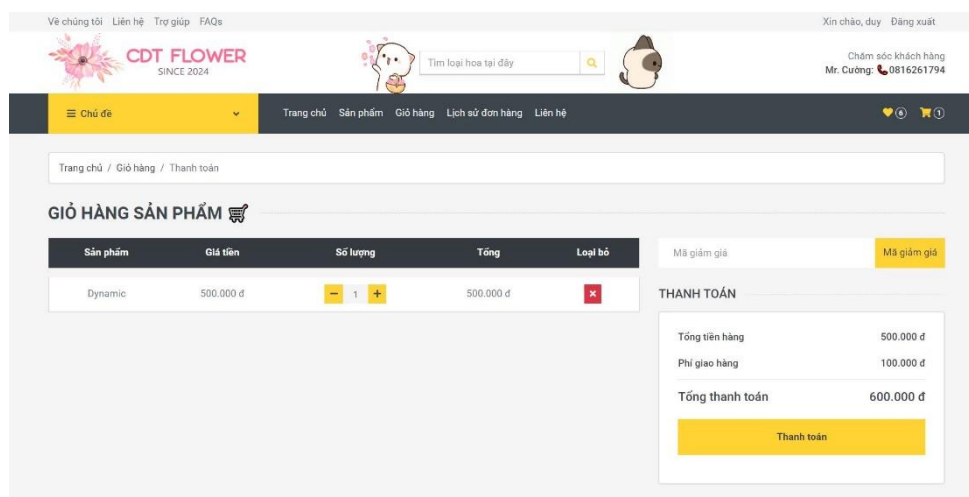 Về chúng tôi Liên hệ Trợ giúp FAQs
Xin chào, duy Đăng xuất
CDT FLOWER
SINCE 2024
Tìm loại hoa tại đây
Chăm sóc khách hàng
Mr. Cường: 0816261794
Chủ đề
Trang chủ Sản phẩm Giỏ hàng Lịch sử đơn hàng Liên hệ
6 1
Trang chủ / Giỏ hàng / Thanh toán
GIỎ HÀNG SẢN PHẨM
Sản phẩm Giá tiền Số lượng Tổng Loại bỏ
Dynamic 500.000 đ - 1 + 500.000 đ ×
Mã giảm giá Mã giảm giá
THANH TOÁN
Tổng tiền hàng 500.000 đ
Phí giao hàng 100.000 đ
Tổng thanh toán 600.000 đ
Thanh toán